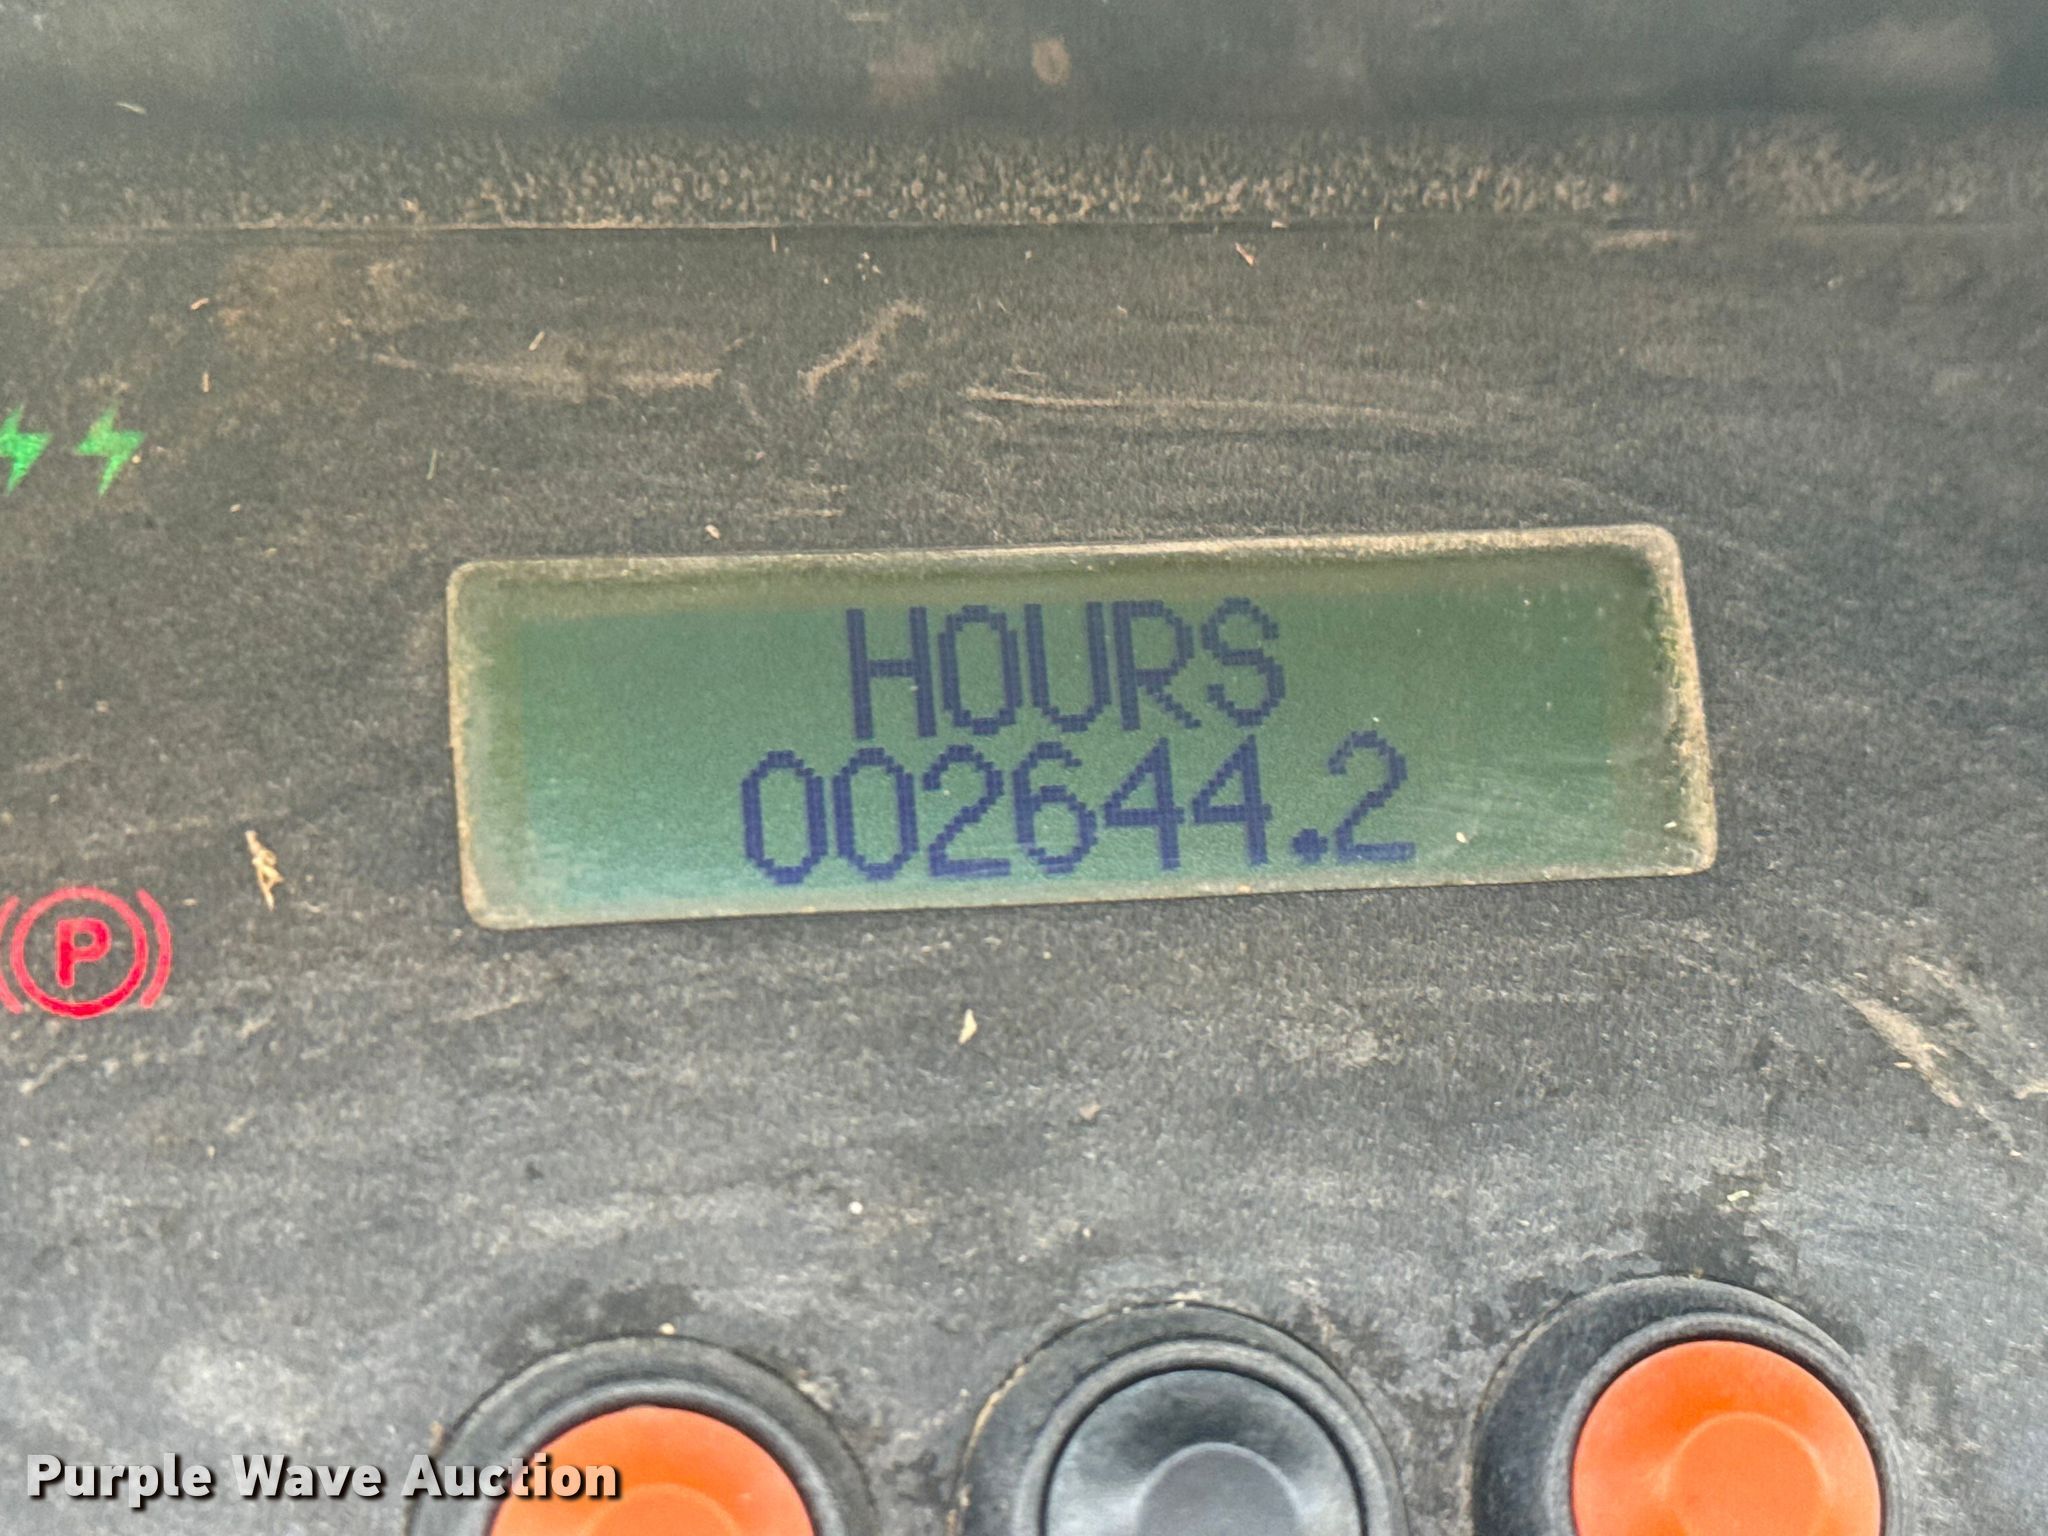 HOURS
002644.2
P
Purple Wave Auction